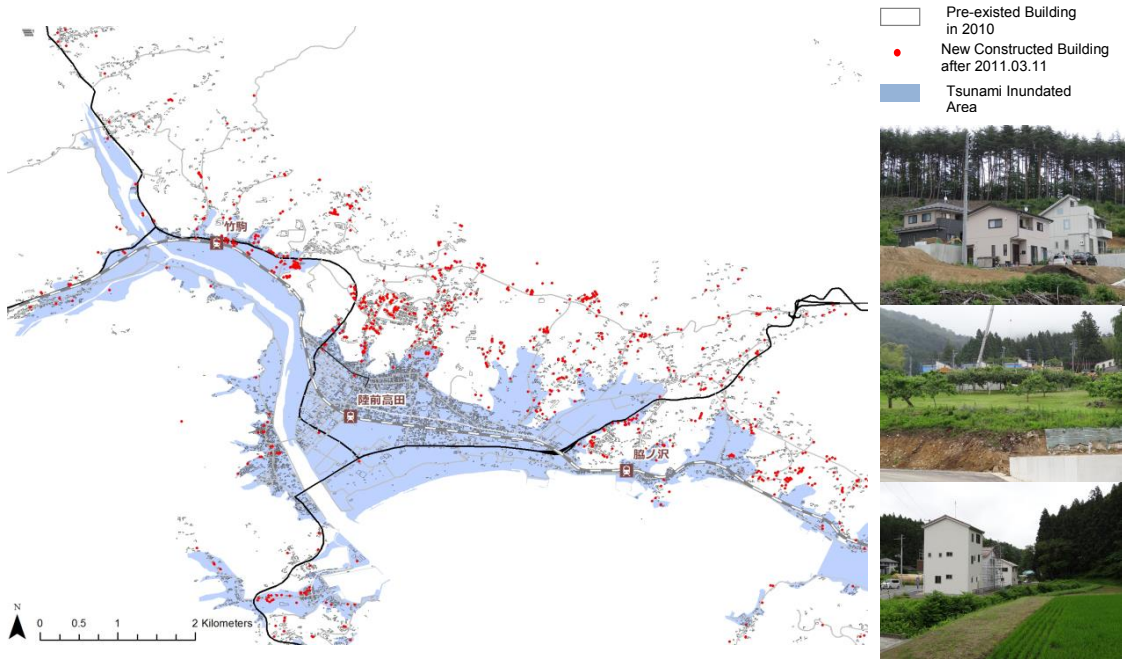 Pre-existed Building
in 2010
New Constructed Building
after 2011.03.11
Tsunami Inundated
Area
竹駒
陸前高田
脇ノ沢
N
0 0.5 1 2 Kilometers